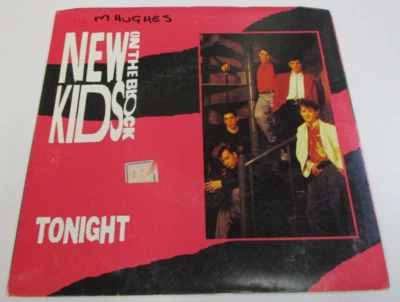 M HUGHES
NEW
KIDS
ON THE BLOCK
TONIGHT